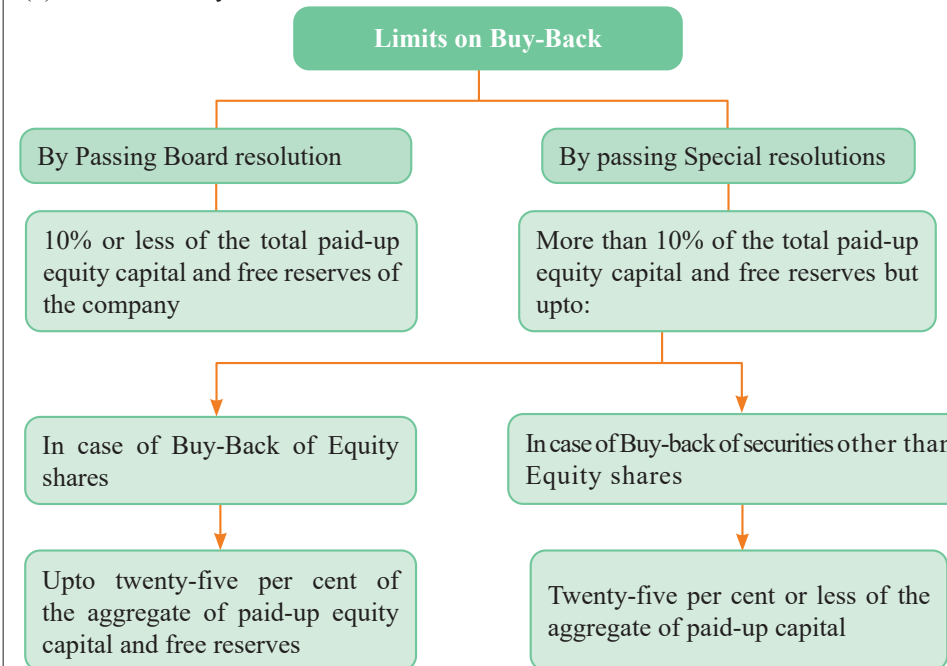 Limits on Buy-Back
By Passing Board resolution
By passing Special resolutions
10% or less of the total paid-up
equity capital and free reserves of
the company
More than 10% of the total paid-up
equity capital and free reserves but
upto:
In case of Buy-Back of Equity
shares
In case of Buy-back of securities other than
Equity shares
Upto twenty-five per cent of
the aggregate of paid-up equity
capital and free reserves
Twenty-five per cent or less of the
aggregate of paid-up capital